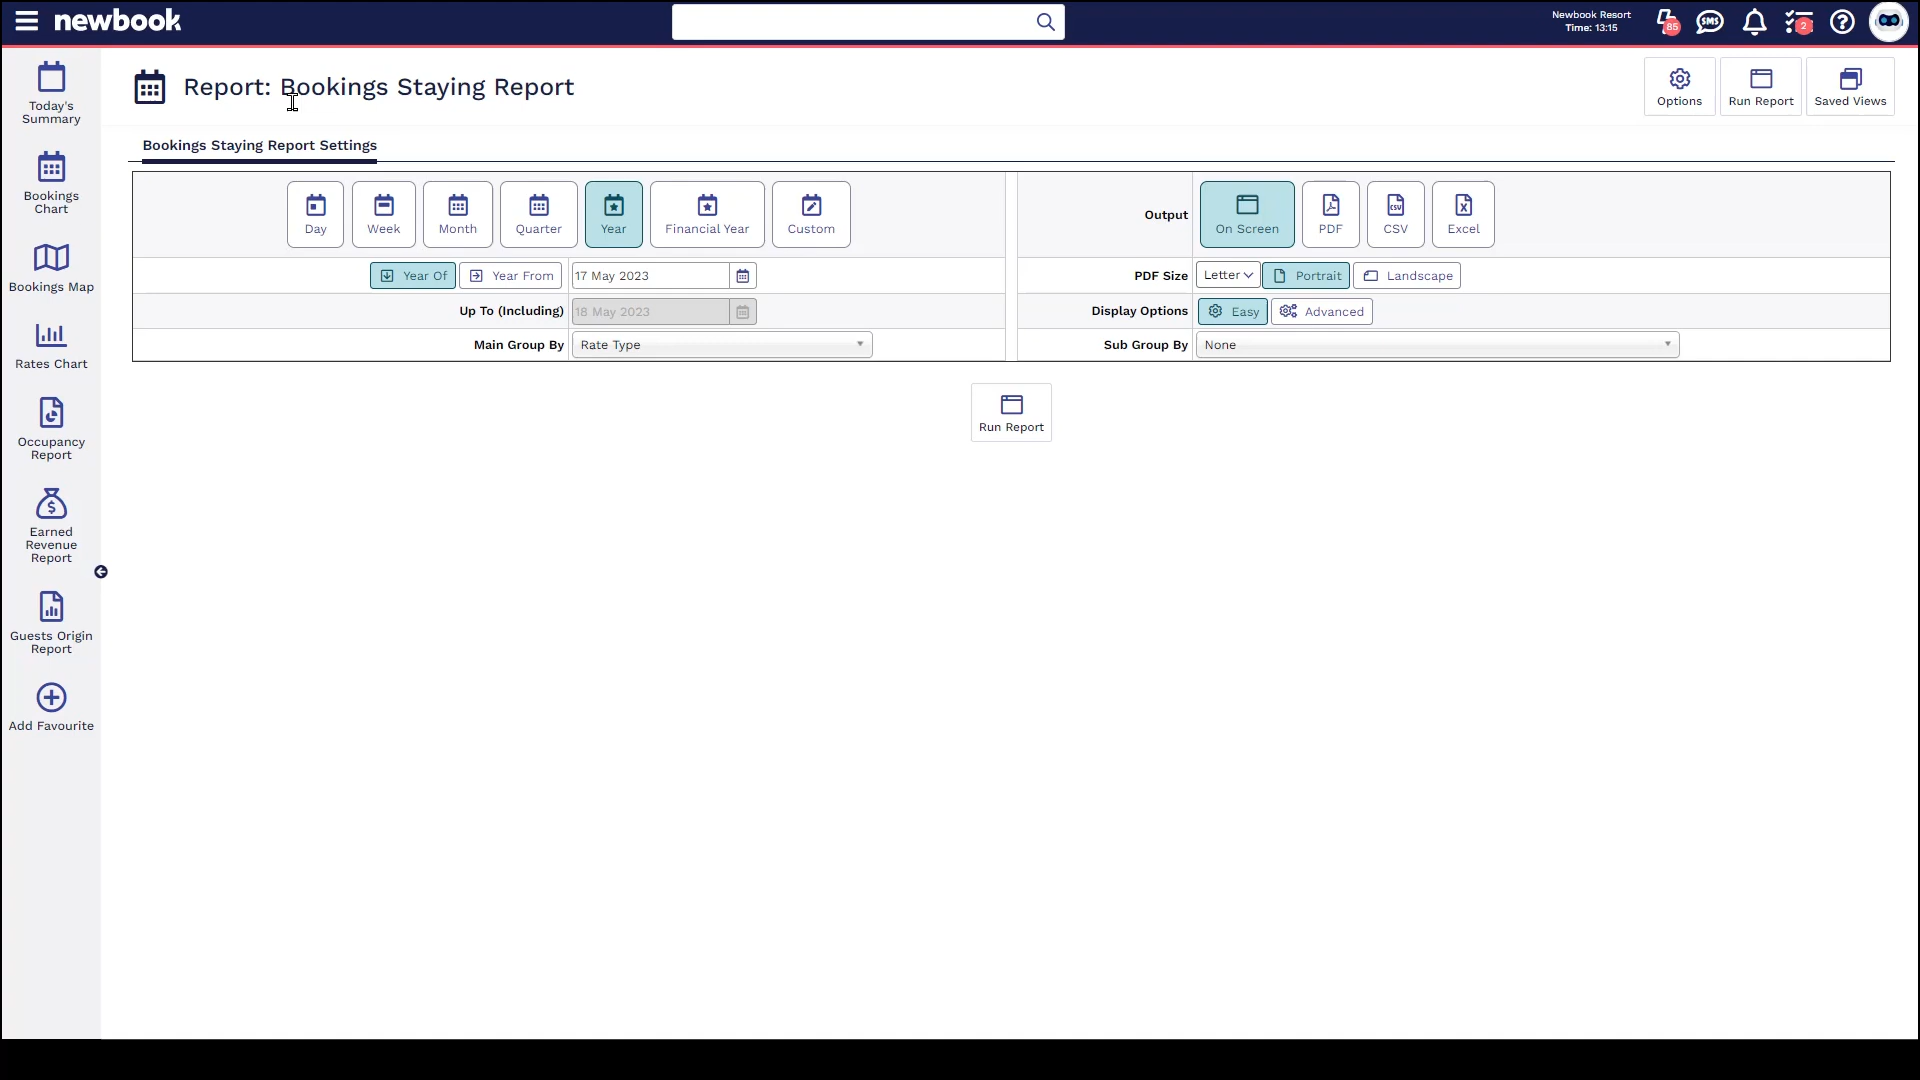 newbook
Newbook Resort
Time: 13:15
85
SMS
2
Today's
Summary
Bookings
Chart
Bookings Map
Rates Chart
Occupancy
Report
Earned
Revenue
Report
Guests Origin
Report
Add Favourite
Report: Bookings Staying Report
Options
Run Report
Saved Views
Bookings Staying Report Settings
Day
Week
Month
Quarter
Year
Financial Year
Custom
Output
On Screen
PDF
CSV
CSV
Excel
Year Of
Year From
17 May 2023
PDF Size
Letter
Portrait
Landscape
Up To (Including)
18 May 2023
Display Options
Easy
Advanced
Main Group By
Rate Type
Sub Group By
None
Run Report